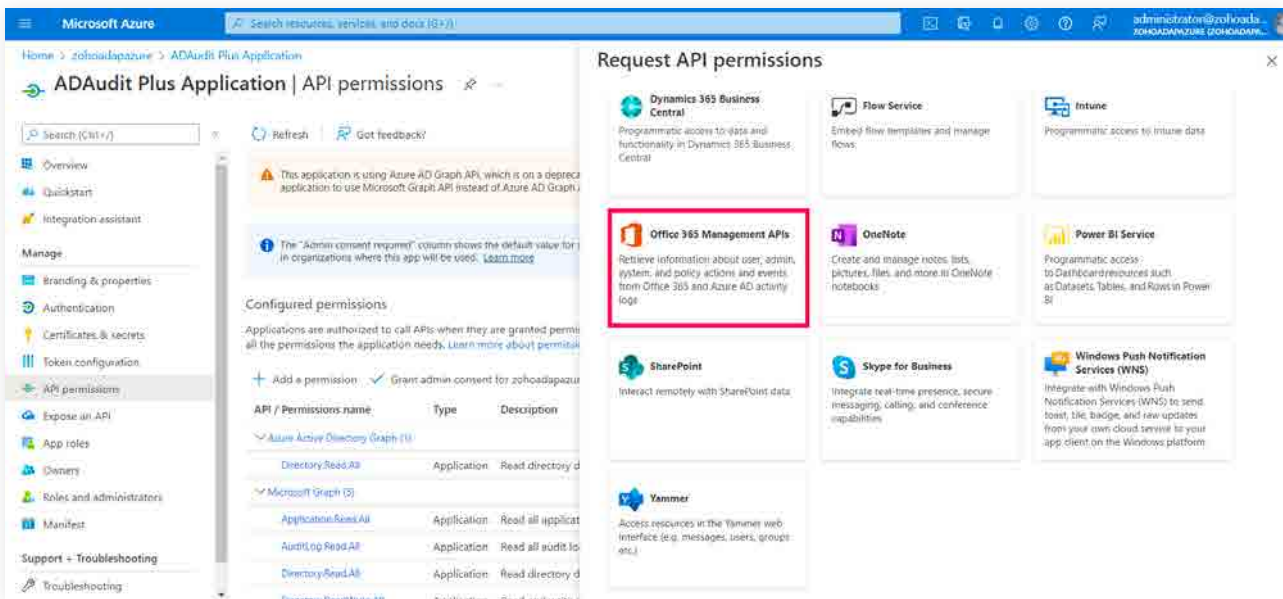 Microsoft Azure
Search resources, services, and docs (G+/)
administrator@zohoada...
ZOHOADAPAZURE (ZOHOADAPA...
Home > zohoadapazure > ADAudit Plus Application
ADAudit Plus Application | API permissions
Search (Ctrl+/)
Overview
Quickstart
Integration assistant
Manage
Branding & properties
Authentication
Certificates & secrets
Token configuration
API permissions
Expose an API
App roles
Owners
Roles and administrators
Manifest
Support + Troubleshooting
Troubleshooting
Refresh
Got feedback?
This application is using Azure AD Graph API, which is on a depreca
application to use Microsoft Graph API instead of Azure AD Graph
The "Admin consent required" column shows the default value for
in organizations where this app will be used. Learn more
Configured permissions
Applications are authorized to call APIs when they are granted permis
all the permissions the application needs. Learn more about permissi
Add a permission
Grant admin consent for zohoadapazur
API / Permissions name Type Description
Azure Active Directory Graph (1)
Directory.Read.All Application Read directory d
Microsoft Graph (5)
Application.Read.All Application Read all applicat
AuditLog.Read.All Application Read all audit lo
Directory.Read.All Application Read directory d
Request API permissions
Dynamics 365 Business
Central
Programmatic access to data and
functionality in Dynamics 365 Business
Central
Flow Service
Embed flow templates and manage
flows
Intune
Programmatic access to Intune data
Office 365 Management APIs
Retrieve information about user, admin,
system, and policy actions and events
from Office 365 and Azure AD activity
logs
OneNote
Create and manage notes, lists,
pictures, files, and more in OneNote
notebooks
Power BI Service
Programmatic access
to Dashboard resources such
as Datasets, Tables, and Rows in Power
BI
SharePoint
Interact remotely with SharePoint data
Skype for Business
Integrate real-time presence, secure
messaging, calling, and conference
capabilities
Windows Push Notification
Services (WNS)
Integrate with Windows Push
Notification Services (WNS) to send
toast, tile, badge, and raw updates
from your own cloud service to your
app client on the Windows platform
Yammer
Access resources in the Yammer web
interface (e.g. messages, users, groups
etc.)